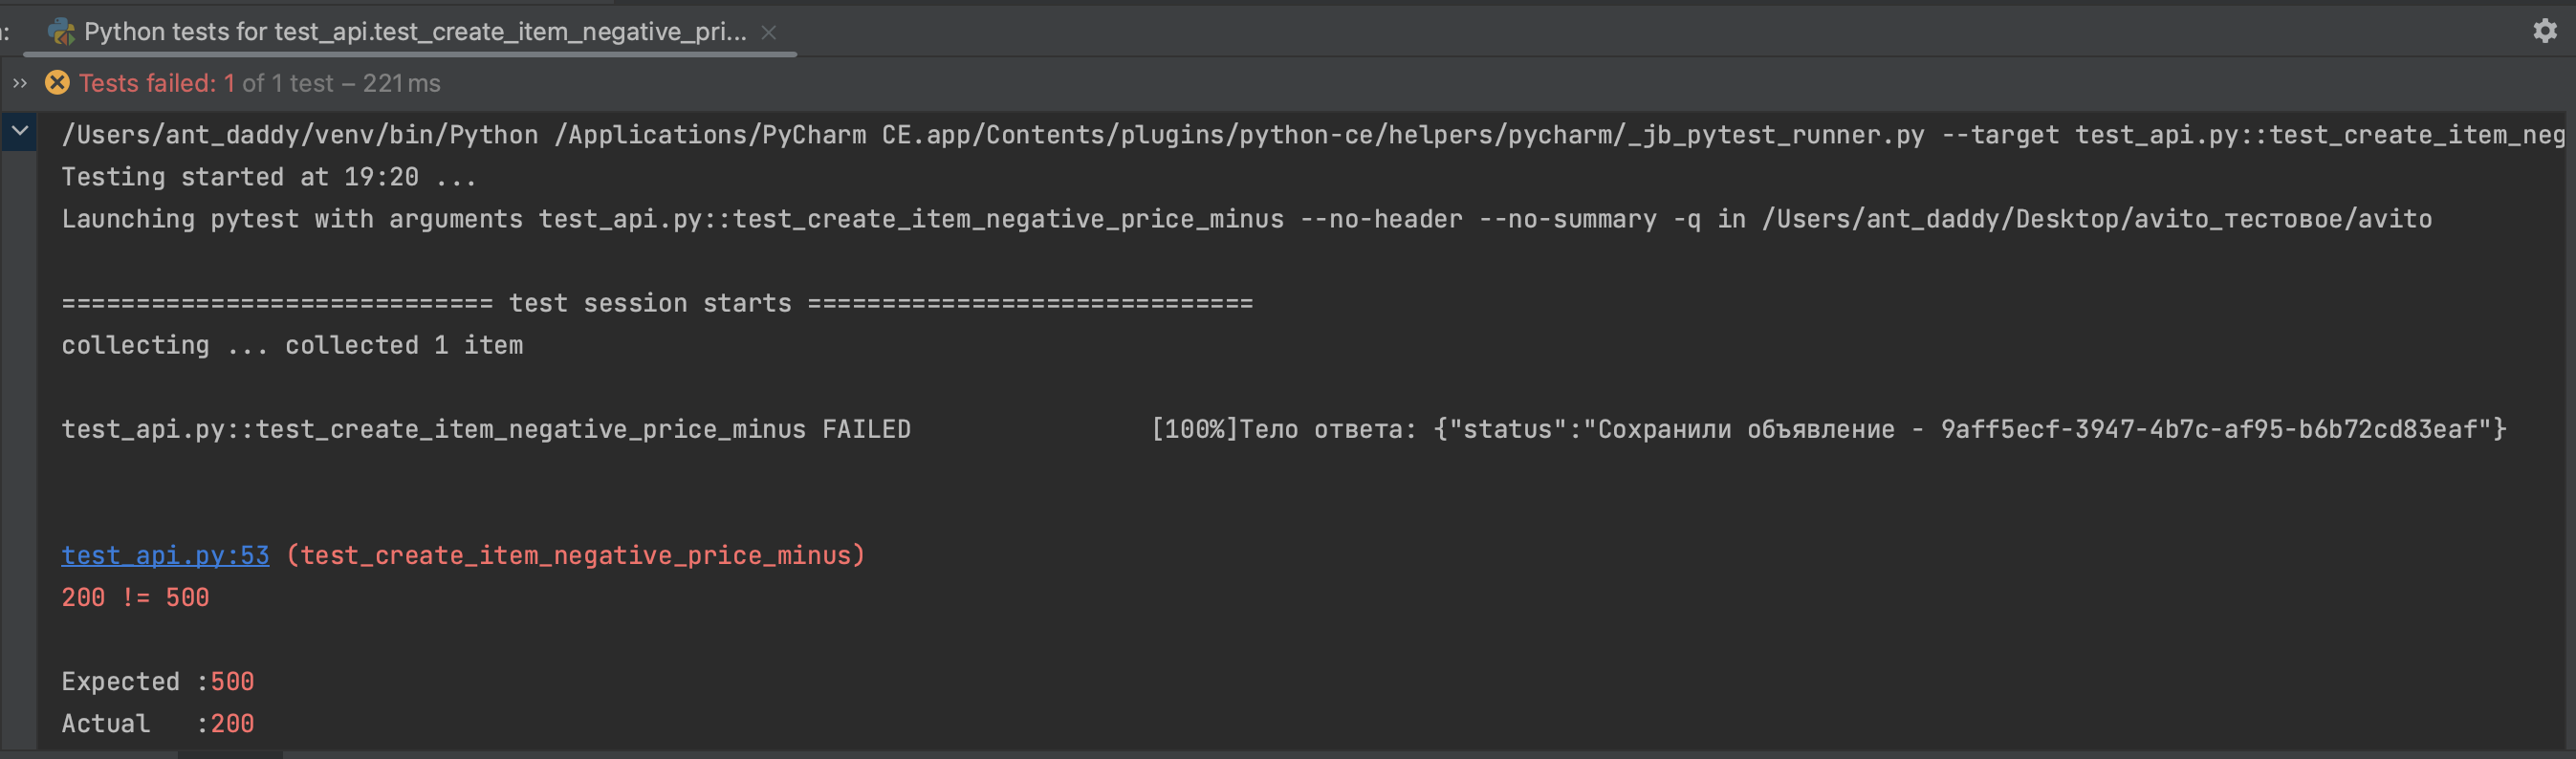 :
Python tests for test_api.test_create_item_negative_pri...
Tests failed: 1 of 1 test – 221 ms
/Users/ant_daddy/venv/bin/Python /Applications/PyCharm CE.app/Contents/plugins/python-ce/helpers/pycharm/_jb_pytest_runner.py --target test_api.py::test_create_item_neg
Testing started at 19:20 ...
Launching pytest with arguments test_api.py::test_create_item_negative_price_minus --no-header --no-summary -q in /Users/ant_daddy/Desktop/avito_тестовое/avito
============================= test session starts ==============================
collecting ... collected 1 item
test_api.py::test_create_item_negative_price_minus FAILED [100%]Тело ответа: {"status":"Сохранили объявление - 9aff5ecf-3947-4b7c-af95-b6b72cd83eaf"}
test_api.py:53 (test_create_item_negative_price_minus)
200 != 500
Expected :500
Actual :200